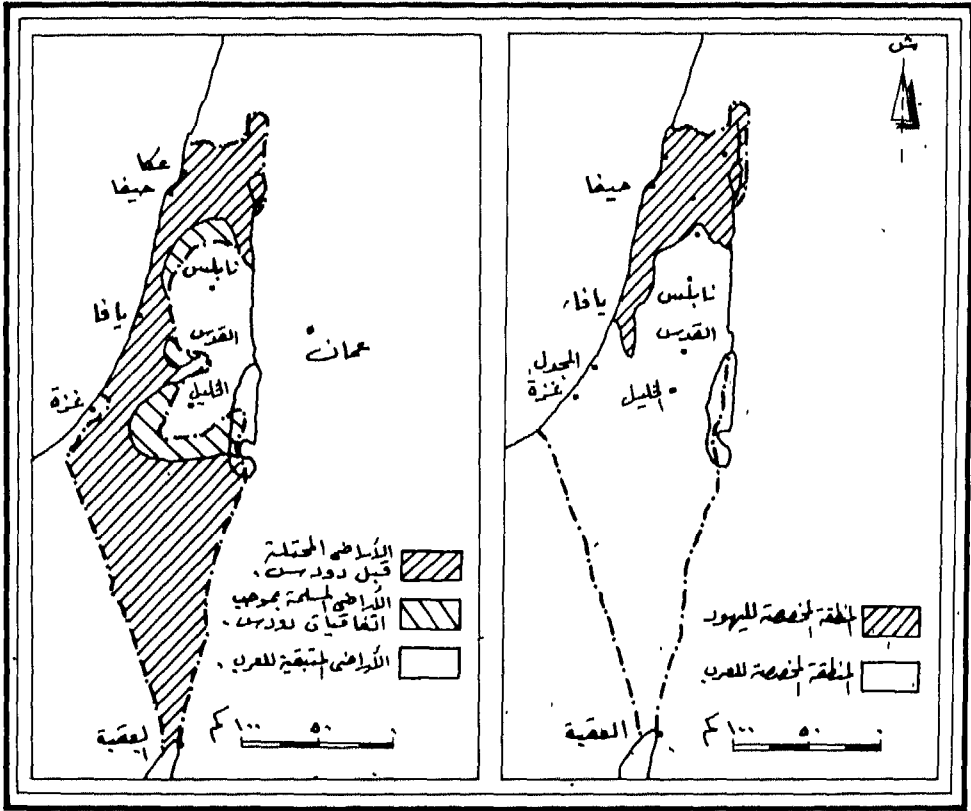 ش
حيفا
نابلس
يافا
القدس
المجدل
غزة
الخليل
المنطقة المخصصة لليهود
المنطقة المخصصة للعرب
العقبة
٠ ٥٠ ١٠٠ كم
عكا
حيفا
نابلس
يافا
القدس
عمان
الخليل
غزة
الأراضي المحتلة
قبل رودس .
الأراضي المسلمة بموجب
اتفاقيات رودس .
الأراضي المتبقية للعرب .
العقبة
٠ ٥٠ ١٠٠ كم